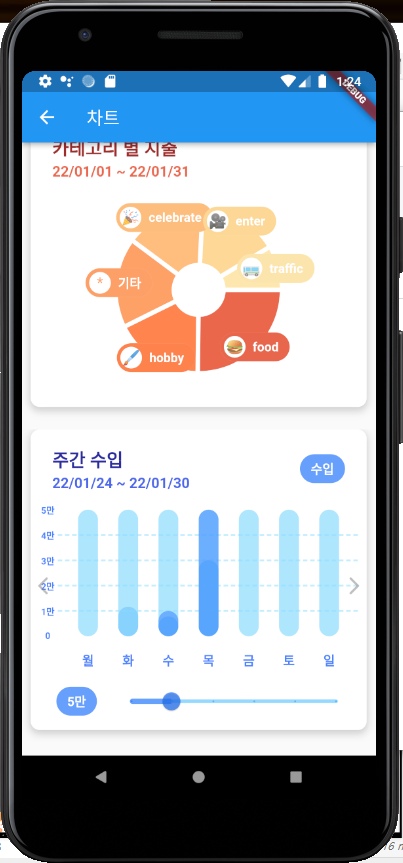 1:24
DEBUG
차트
카테고리 별 지출
22/01/01 ~ 22/01/31
celebrate
enter
traffic
* 기타
hobby
food
주간 수입
수입
22/01/24 ~ 22/01/30
5만
4만
3만
2만
1만
0
월 화 수 목 금 토 일
5만